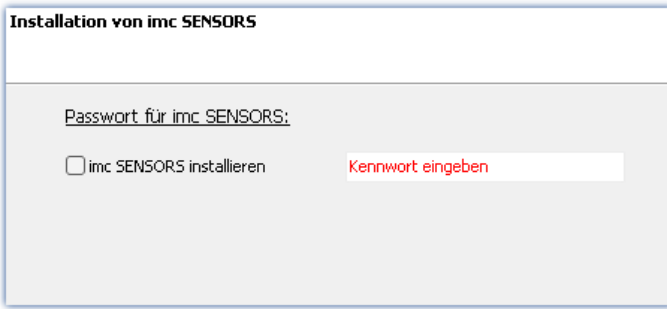 Installation von imc SENSORS
Passwort für imc SENSORS:
imc SENSORS installieren Kennwort eingeben